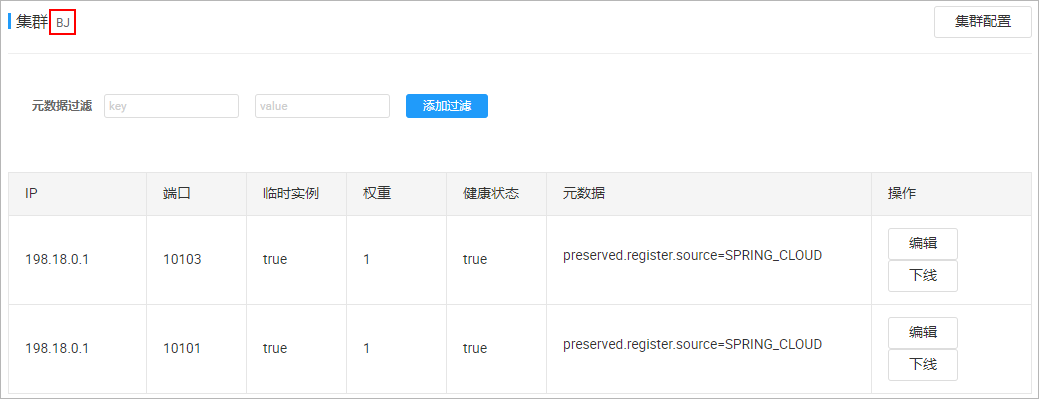 集群 BJ 集群配置
元数据过滤 key value 添加过滤
IP 端口 临时实例 权重 健康状态 元数据 操作
198.18.0.1 10103 true 1 true preserved.register.source=SPRING_CLOUD 编辑
下线
198.18.0.1 10101 true 1 true preserved.register.source=SPRING_CLOUD 编辑
下线